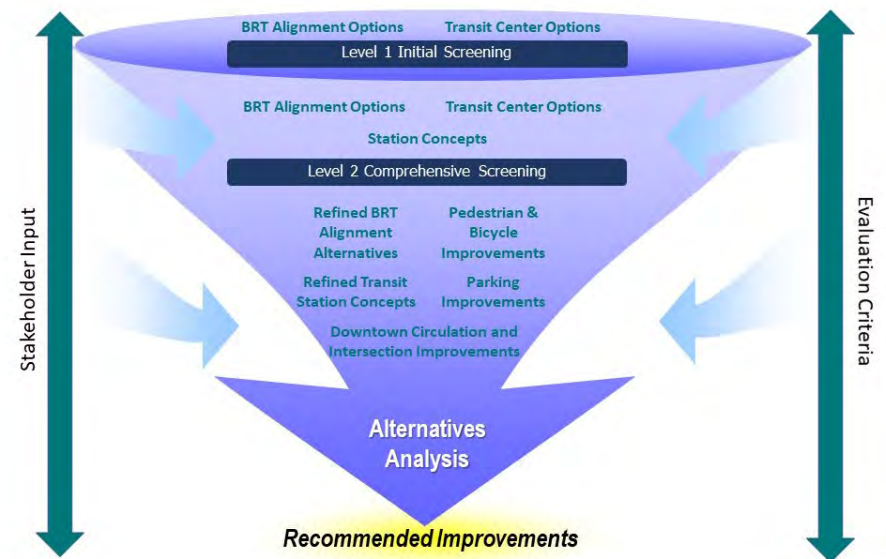 BRT Alignment Options
Transit Center Options
Level 1 Initial Screening
BRT Alignment Options
Transit Center Options
Station Concepts
Level 2 Comprehensive Screening
Refined BRT
Alignment
Alternatives
Pedestrian &
Bicycle
Improvements
Refined Transit
Station Concepts
Parking
Improvements
Downtown Circulation and
Intersection Improvements
Alternatives
Analysis
Recommended Improvements
Stakeholder Input
Evaluation Criteria